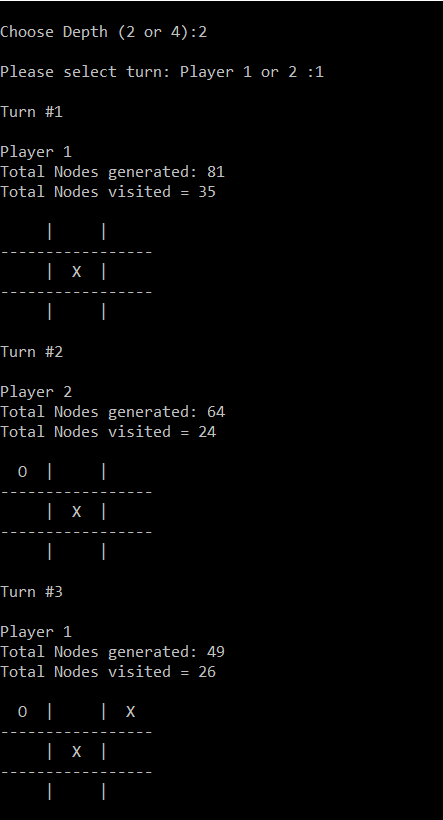 Choose Depth (2 or 4):2
Please select turn: Player 1 or 2 :1
Turn #1
Player 1
Total Nodes generated: 81
Total Nodes visited = 35
     |     |
-----------------
     |  X  |
-----------------
     |     |
Turn #2
Player 2
Total Nodes generated: 64
Total Nodes visited = 24
  O  |     |
-----------------
     |  X  |
-----------------
     |     |
Turn #3
Player 1
Total Nodes generated: 49
Total Nodes visited = 26
  O  |     |  X
-----------------
     |  X  |
-----------------
     |     |